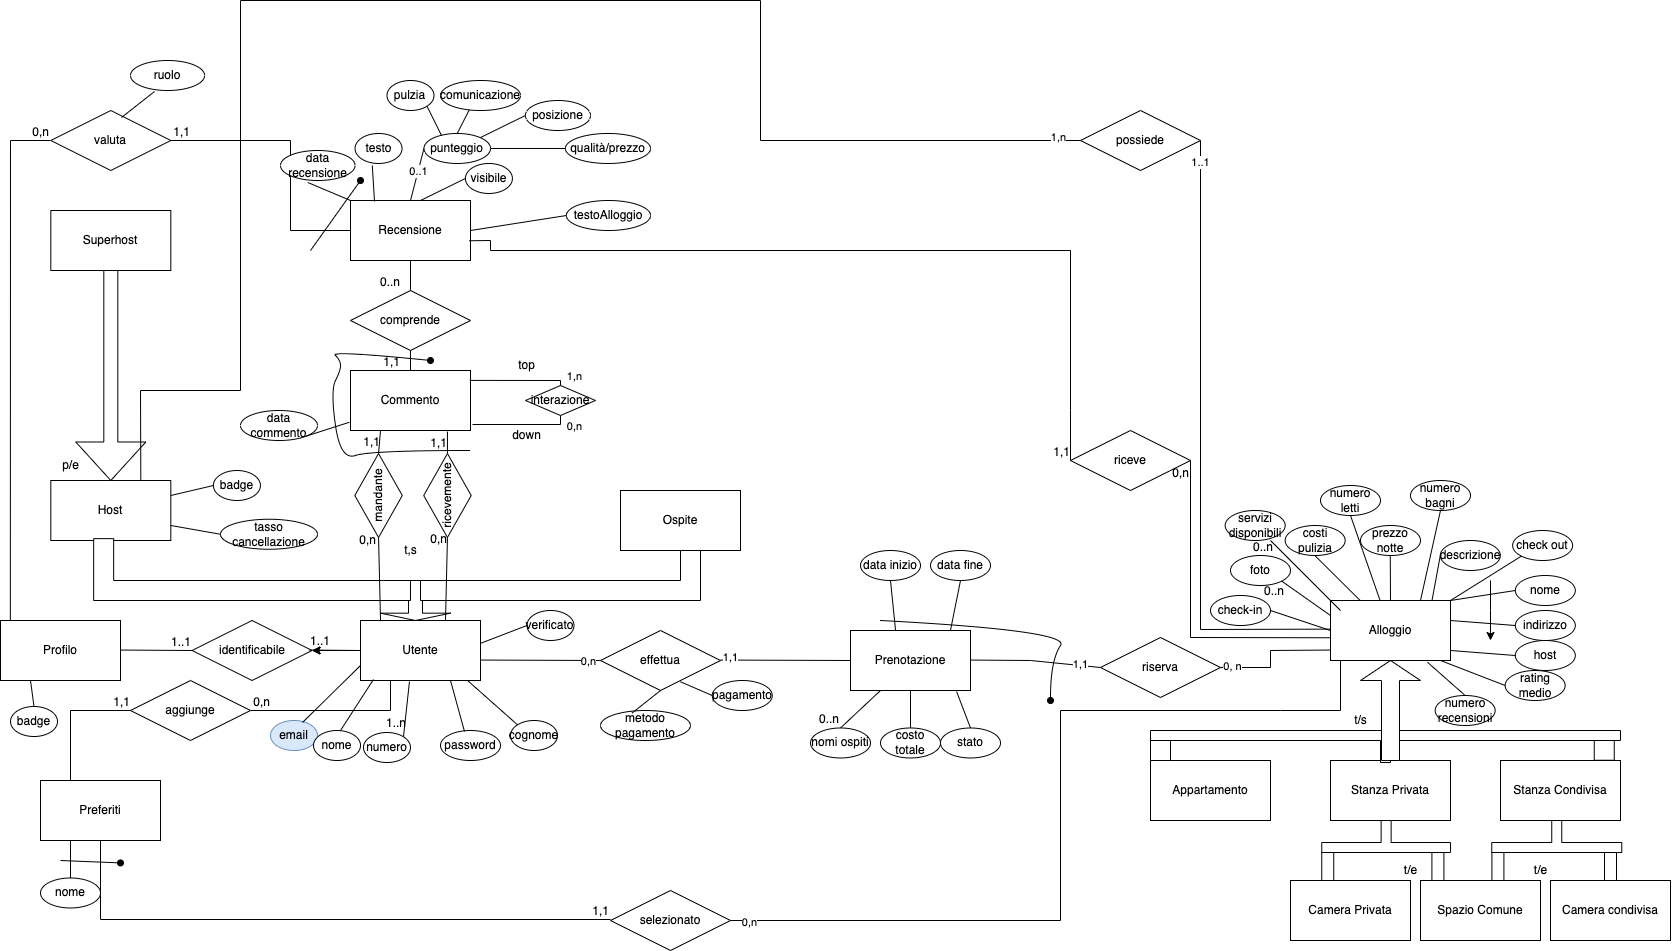 ruolo
0,n
valuta
1,1
pulzia
comunicazione
posizione
punteggio
qualità/prezzo
testo
data
recensione
0..1
visibile
testoAlloggio
Recensione
1,n
possiede
1..1
Superhost
0..n
comprende
1,1
top
1,n
Commento
interazione
0,n
down
data
commento
1,1
1,1
mandante
ricevemente
0,n
0,n
t,s
p/e
Host
badge
tasso
cancellazione
Ospite
1,1
riceve
0,n
numero
letti
numero
bagni
servizi
disponibili
0..n
costi
pulizia
prezzo
notte
descrizione
check out
foto
0..n
check-in
nome
Alloggio
indirizzo
host
rating
medio
numero
recensioni
data inizio
data fine
Profilo
1..1
identificabile
1..1
Utente
verificato
0,n
effettua
1,1
Prenotazione
1,1
riserva
0, n
badge
1,1
aggiunge
0,n
email
nome
1..n
numero
password
cognome
metodo
pagamento
pagamento
0..n
nomi ospiti
costo
totale
stato
t/s
Preferiti
nome
1,1
selezionato
0,n
Appartamento
Stanza Privata
Stanza Condivisa
t/e
t/e
Camera Privata
Spazio Comune
Camera condivisa